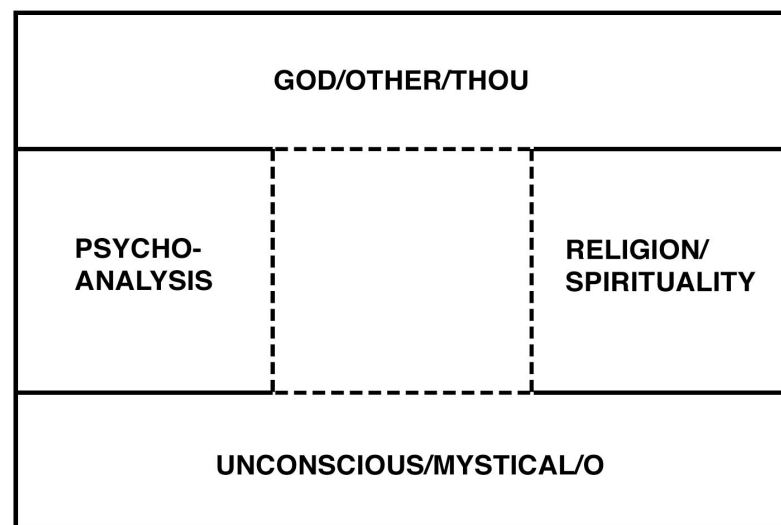 GOD/OTHER/THOU
PSYCHO-
ANALYSIS
RELIGION/
SPIRITUALITY
UNCONSCIOUS/MYSTICAL/O